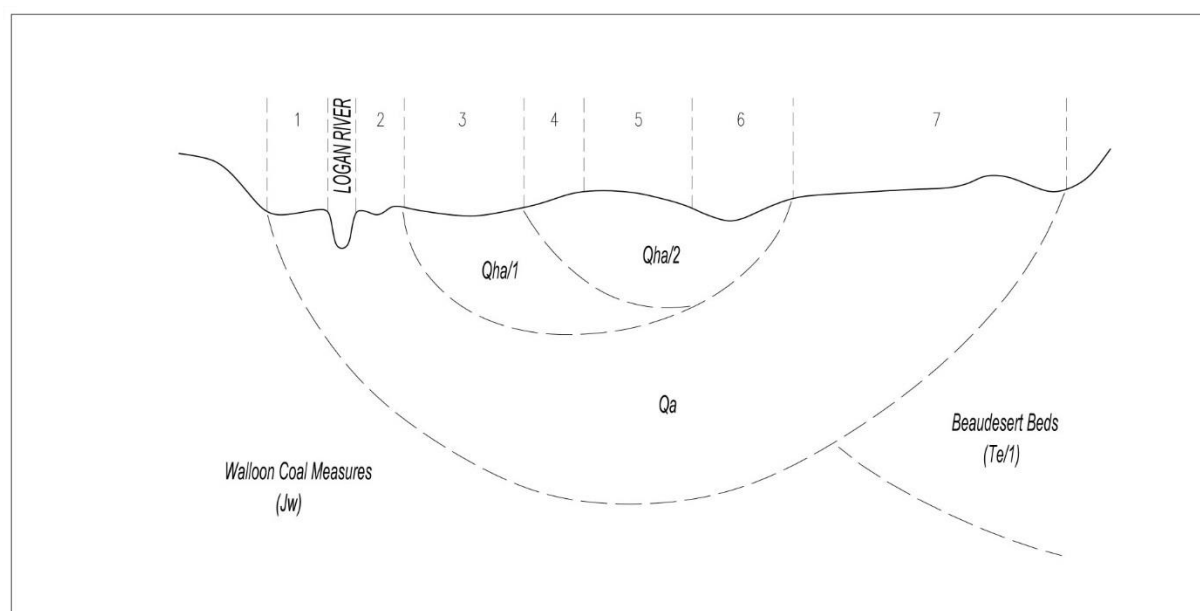 1
LOGAN RIVER
2
3
4
5
6
7
Qha/1
Qha/2
Qa
Walloon Coal Measures
(Jw)
Beaudesert Beds
(Te/1)